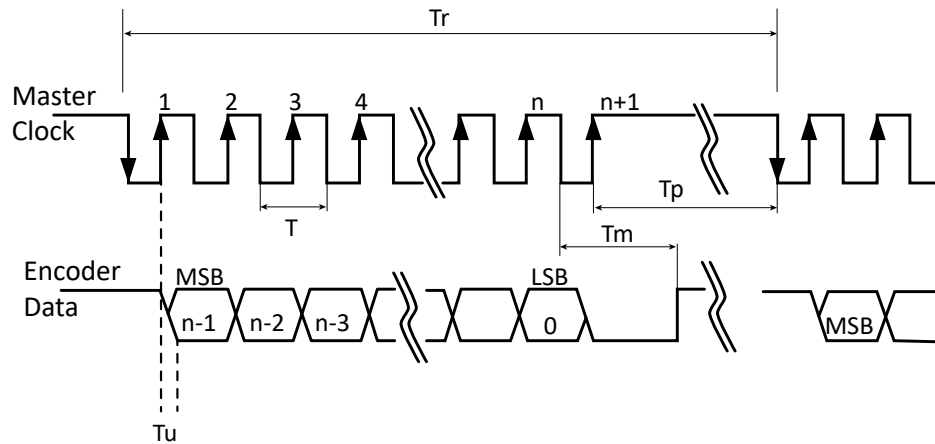 Tr
Master
Clock
1 2 3 4 n n+1
T
Tp
Tm
Encoder
Data
MSB LSB
n-1 n-2 n-3 0 MSB
Tu